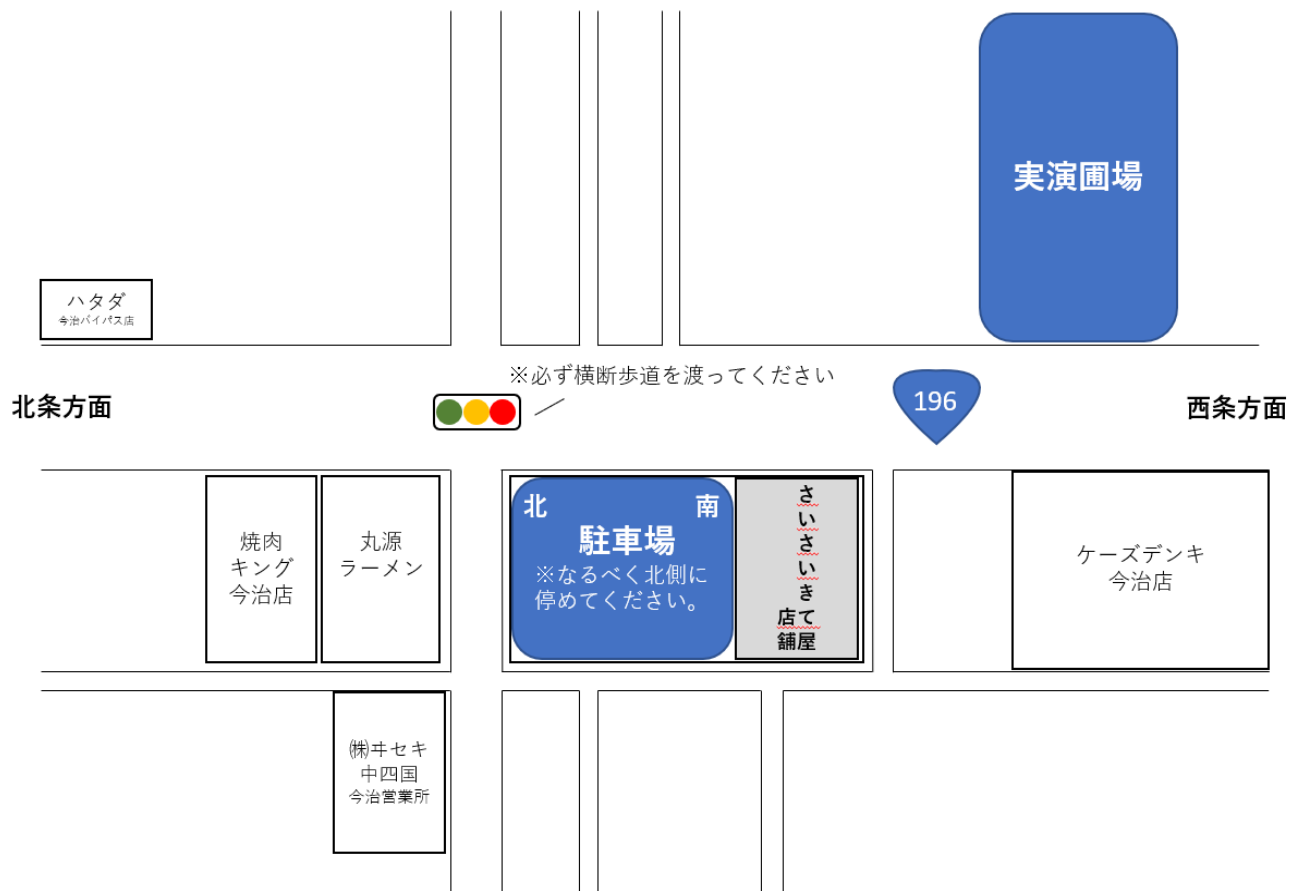 実演圃場
ハタダ
今治バイパス店
※必ず横断歩道を渡ってください
北条方面
196
西条方面
焼肉
キング
今治店
丸源
ラーメン
北 南
駐車場
※なるべく北側に
停めてください。
さいさいきて屋
店舗
ケーズデンキ
今治店
㈱ヰセキ
中四国
今治営業所